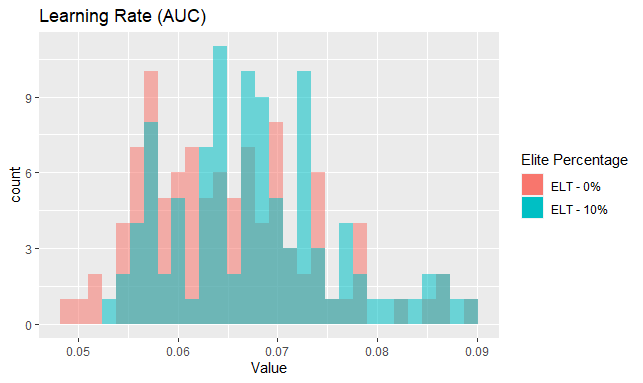 Learning Rate (AUC)
9
6
3
0
count
0.05 0.06 0.07 0.08 0.09
Value
Elite Percentage
ELT - 0%
ELT - 10%